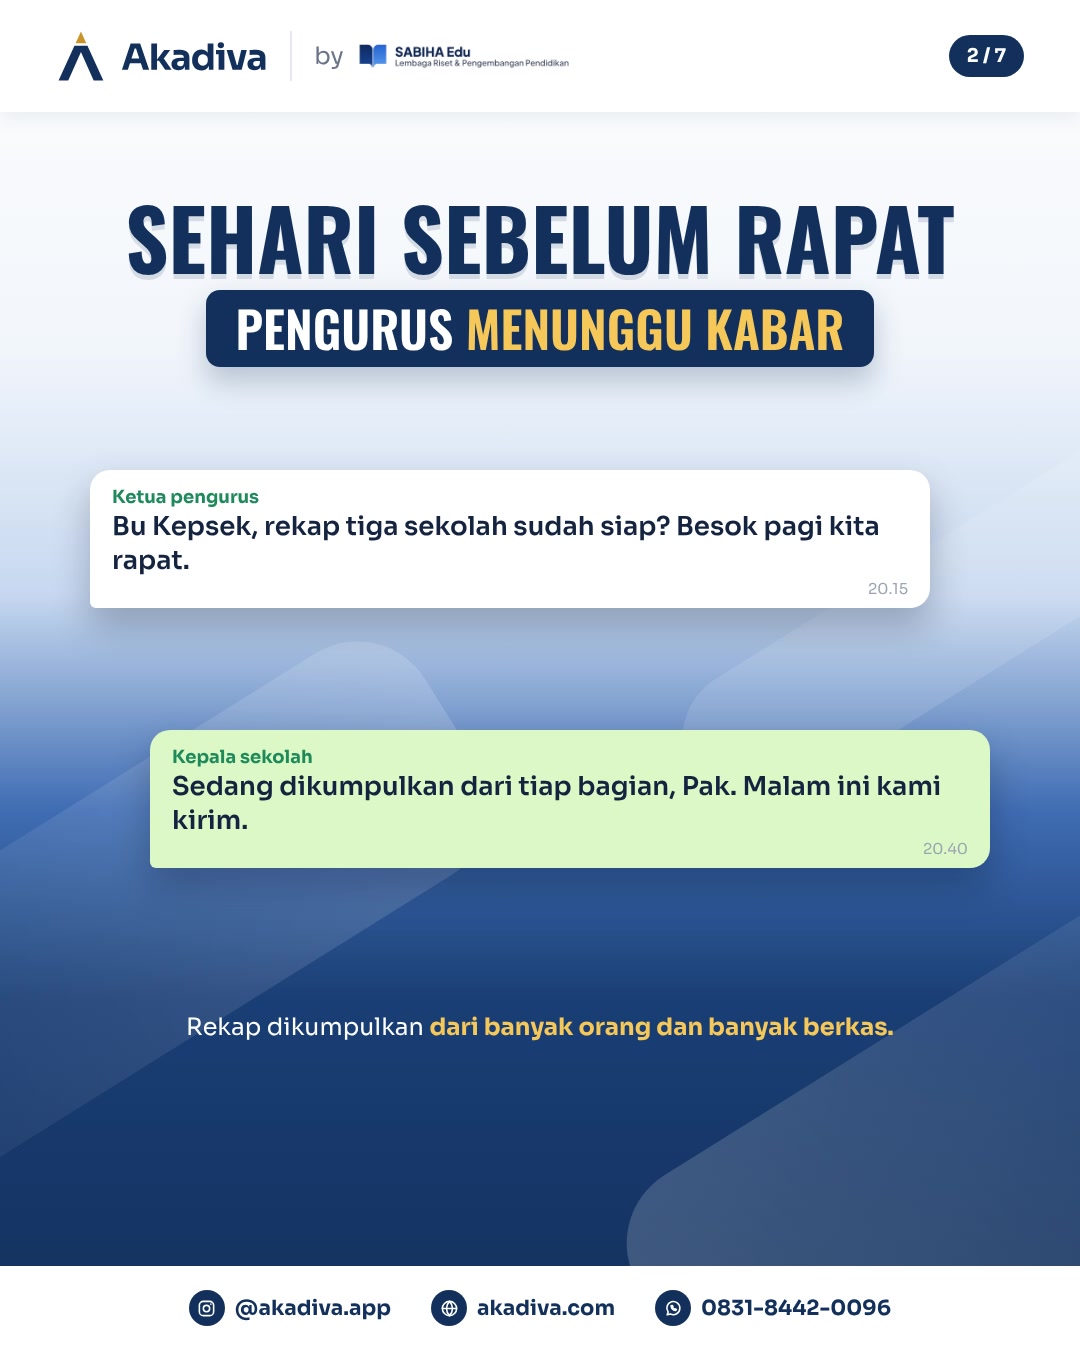 Akadiva
by
SABIHA Edu
Lembaga Riset & Pengembangan Pendidikan
2 / 7
SEHARI SEBELUM RAPAT
PENGURUS MENUNGGU KABAR
Ketua pengurus
Bu Kepsek, rekap tiga sekolah sudah siap? Besok pagi kita
rapat.
20.15
Kepala sekolah
Sedang dikumpulkan dari tiap bagian, Pak. Malam ini kami
kirim.
20.40
Rekap dikumpulkan dari banyak orang dan banyak berkas.
@akadiva.app
akadiva.com
0831-8442-0096